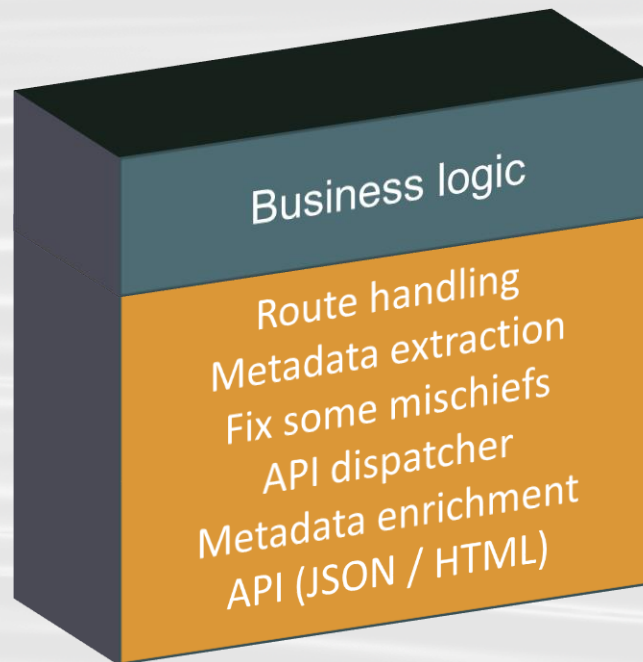 Business logic
Route handling
Metadata extraction
Fix some mischiefs
API dispatcher
Metadata enrichment
API (JSON / HTML)